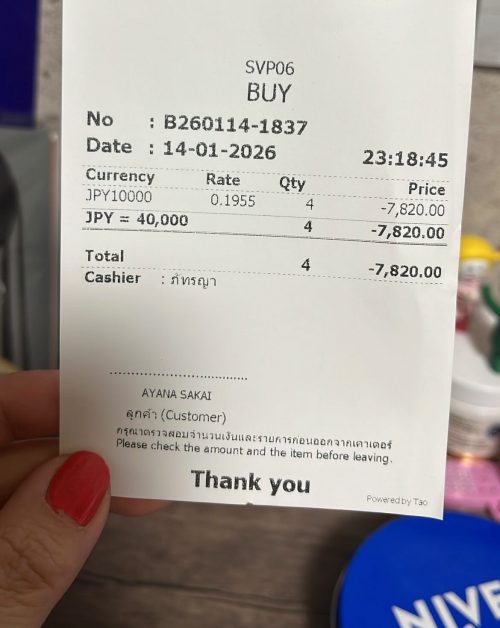 SVP06
BUY
No : B260114-1837
Date : 14-01-2026 23:18:45
Currency Rate Qty Price
JPY10000 0.1955 4 -7,820.00
JPY = 40,000 4 -7,820.00
Total 4 -7,820.00
Cashier : ภัทรญา
AYANA SAKAI
ลูกค้า (Customer)
กรุณาตรวจสอบจำนวนเงินและรายการก่อนออกจากเคาเตอร์
Please check the amount and the item before leaving.
Thank you
Powered by Tao
NIVE